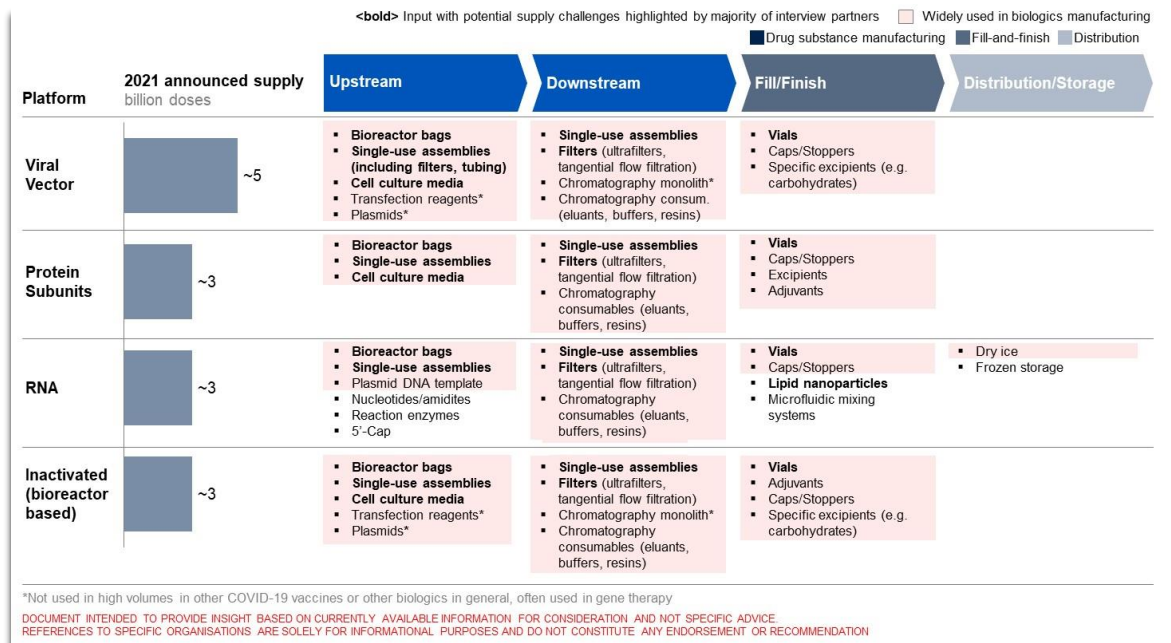 <bold> Input with potential supply challenges highlighted by majority of interview partners
Widely used in biologics manufacturing
Drug substance manufacturing
Fill-and-finish
Distribution
Platform
2021 announced supply
billion doses
Upstream
Downstream
Fill/Finish
Distribution/Storage
Viral
Vector
~5
▪ Bioreactor bags
▪ Single-use assemblies
(including filters, tubing)
▪ Cell culture media
▪ Transfection reagents*
▪ Plasmids*
▪ Single-use assemblies
▪ Filters (ultrafilters,
tangential flow filtration)
▪ Chromatography monolith*
▪ Chromatography consum.
(eluants, buffers, resins)
▪ Vials
▪ Caps/Stoppers
▪ Specific excipients (e.g.
carbohydrates)
Protein
Subunits
~3
▪ Bioreactor bags
▪ Single-use assemblies
▪ Cell culture media
▪ Single-use assemblies
▪ Filters (ultrafilters,
tangential flow filtration)
▪ Chromatography
consumables (eluants,
buffers, resins)
▪ Vials
▪ Caps/Stoppers
▪ Excipients
▪ Adjuvants
RNA
~3
▪ Bioreactor bags
▪ Single-use assemblies
▪ Plasmid DNA template
▪ Nucleotides/amidites
▪ Reaction enzymes
▪ 5'-Cap
▪ Single-use assemblies
▪ Filters (ultrafilters,
tangential flow filtration)
▪ Chromatography
consumables (eluants,
buffers, resins)
▪ Vials
▪ Caps/Stoppers
▪ Lipid nanoparticles
▪ Microfluidic mixing
systems
▪ Dry ice
▪ Frozen storage
Inactivated
(bioreactor
based)
~3
▪ Bioreactor bags
▪ Single-use assemblies
▪ Cell culture media
▪ Transfection reagents*
▪ Plasmids*
▪ Single-use assemblies
▪ Filters (ultrafilters,
tangential flow filtration)
▪ Chromatography monolith*
▪ Chromatography
consumables (eluants,
buffers, resins)
▪ Vials
▪ Adjuvants
▪ Caps/Stoppers
▪ Specific excipients (e.g.
carbohydrates)
*Not used in high volumes in other COVID-19 vaccines or other biologics in general, often used in gene therapy
DOCUMENT INTENDED TO PROVIDE INSIGHT BASED ON CURRENTLY AVAILABLE INFORMATION FOR CONSIDERATION AND NOT SPECIFIC ADVICE.
REFERENCES TO SPECIFIC ORGANISATIONS ARE SOLELY FOR INFORMATIONAL PURPOSES AND DO NOT CONSTITUTE ANY ENDORSEMENT OR RECOMMENDATION